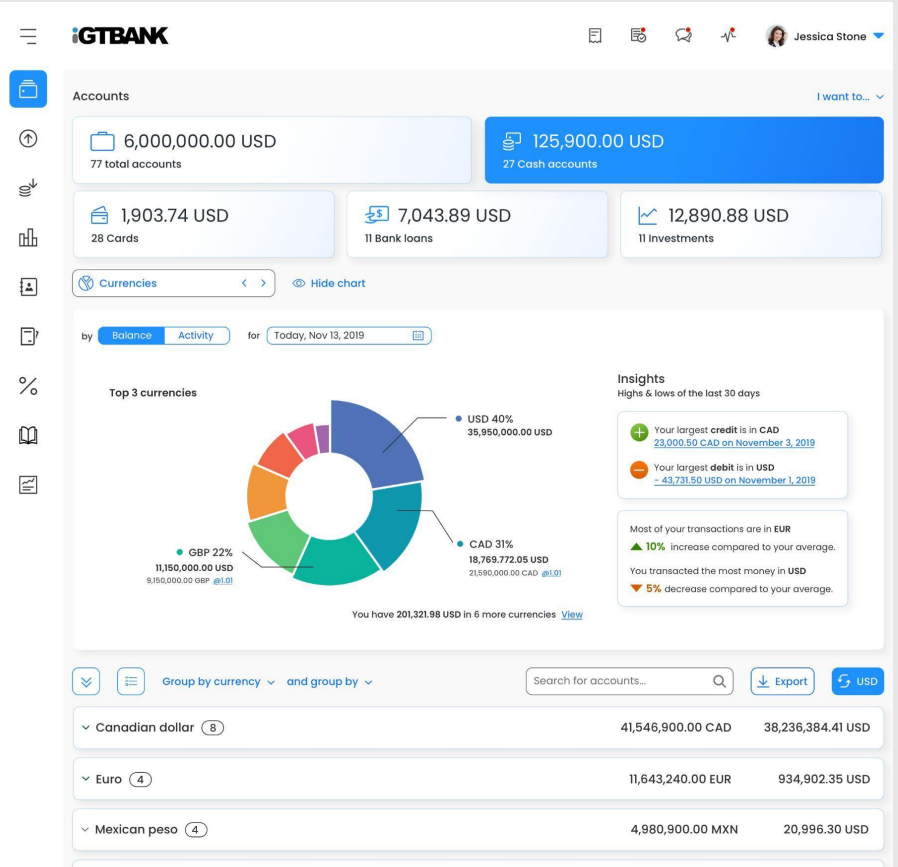 iGTBANK
Jessica Stone
Accounts
I want to...
6,000,000.00 USD
77 total accounts
125,900.00 USD
27 Cash accounts
1,903.74 USD
28 Cards
7,043.89 USD
11 Bank loans
12,890.88 USD
11 Investments
Currencies
Hide chart
by Balance Activity for Today, Nov 13, 2019
Top 3 currencies
USD 40%
35,950,000.00 USD
CAD 31%
18,769.772.05 USD
21,590,000.00 CAD @1.01
GBP 22%
11,150,000.00 USD
9,150,000.00 GBP @1.01
You have 201,321.98 USD in 6 more currencies View
Insights
Highs & lows of the last 30 days
Your largest credit is in CAD
23,000.50 CAD on November 3, 2019
Your largest debit is in USD
- 43,731.50 USD on November 1, 2019
Most of your transactions are in EUR
10% increase compared to your average.
You transacted the most money in USD
5% decrease compared to your average.
Group by currency and group by
Search for accounts...
Export
USD
Canadian dollar 8 41,546,900.00 CAD 38,236,384.41 USD
Euro 4 11,643,240.00 EUR 934,902.35 USD
Mexican peso 4 4,980,900.00 MXN 20,996.30 USD